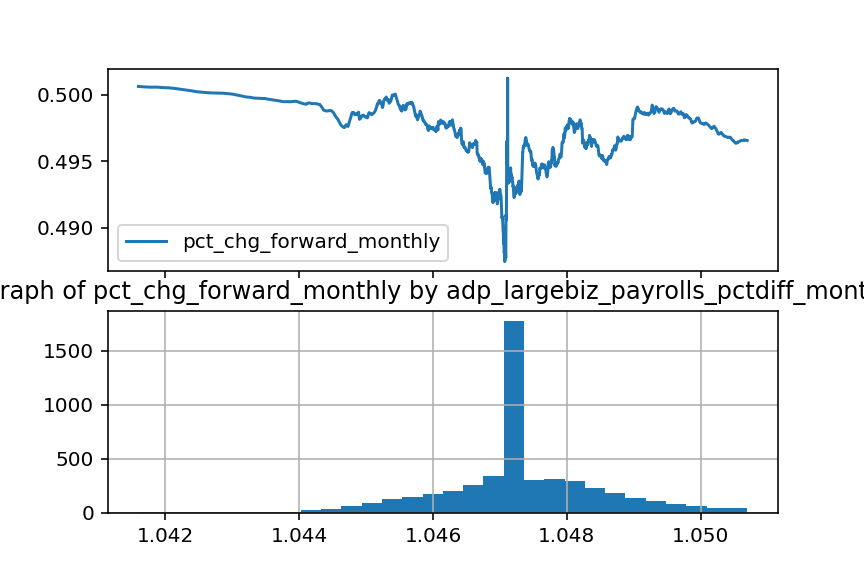 0.500
0.495
0.490
pct_chg_forward_monthly
raph of pct_chg_forward_monthly by adp_largebiz_payrolls_pctdiff_mont
1500
1000
500
0
1.042 1.044 1.046 1.048 1.050